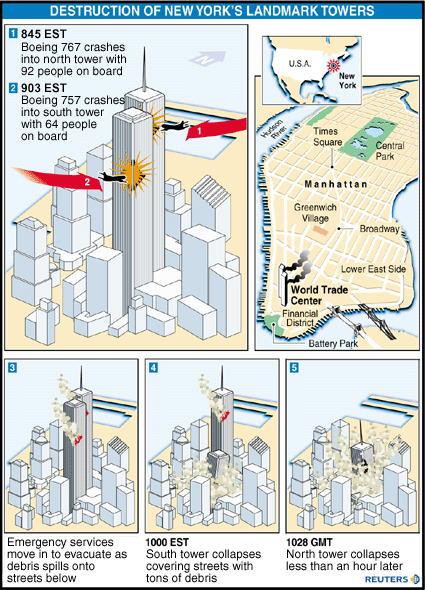 DESTRUCTION OF NEW YORK'S LANDMARK TOWERS
1 845 EST
Boeing 767 crashes
into north tower with
92 people on board
2 903 EST
Boeing 757 crashes
into south tower
with 64 people
on board
1
2
U.S.A.
New
York
Hudson
River
Times
Square
Central
Park
Manhattan
Greenwich
Village
Broadway
Lower East Side
World Trade
Center
Financial
District
Battery Park
3
Emergency services
move in to evacuate as
debris spills onto
streets below
4
1000 EST
South tower collapses
covering streets with
tons of debris
5
1028 GMT
North tower collapses
less than an hour later
REUTERS